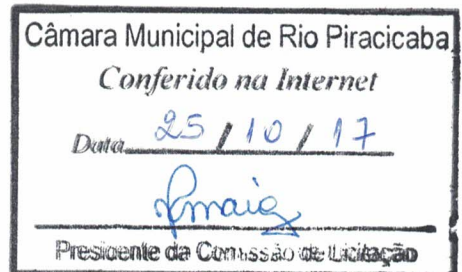 Câmara Municipal de Rio Piracicaba
Conferido na Internet
Data 25 / 10 / 17
Presidente da Comissão de Licitação